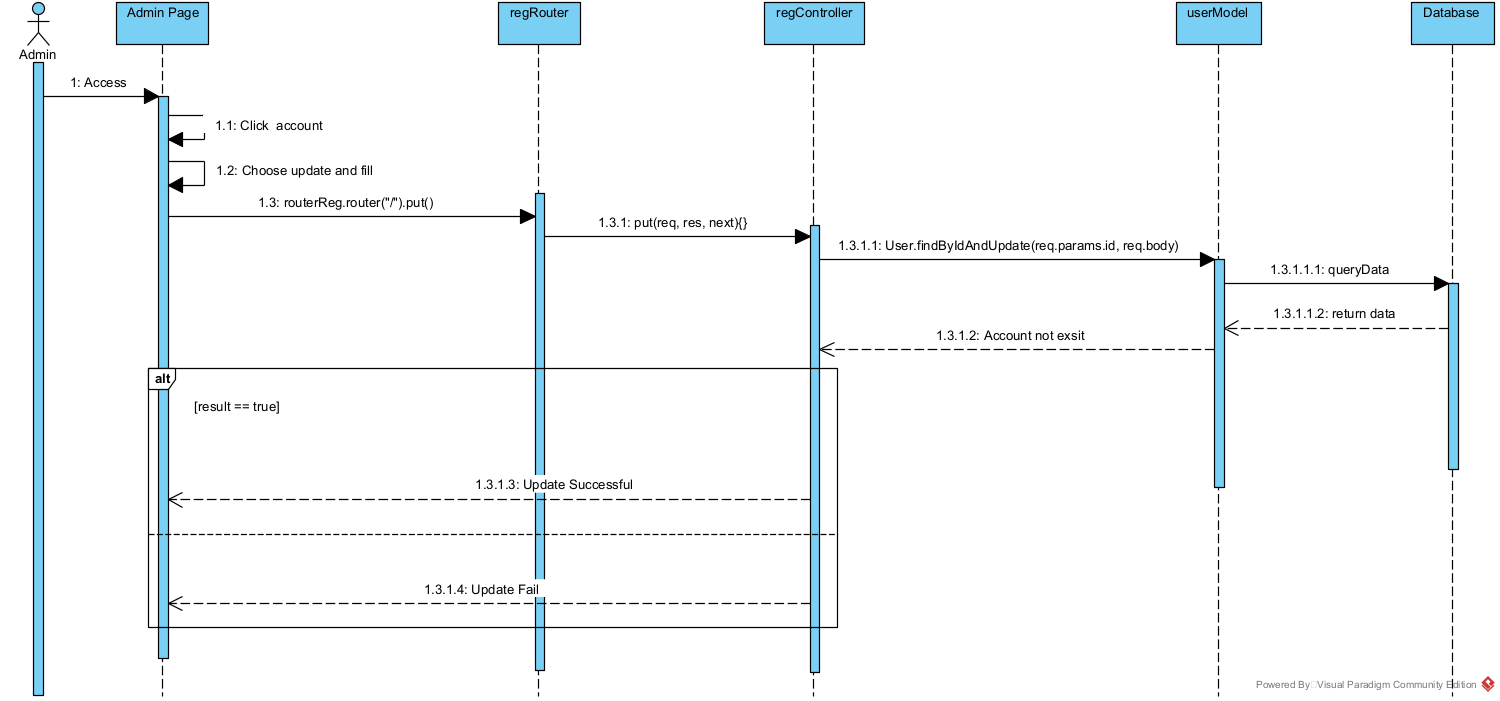 Admin Page
regRouter
regController
userModel
Database
Admin
1: Access
1.1: Click  account
1.2: Choose update and fill
1.3: routerReg.router("/").put()
1.3.1: put(req, res, next){}
1.3.1.1: User.findByIdAndUpdate(req.params.id, req.body)
1.3.1.1.1: queryData
1.3.1.1.2: return data
1.3.1.2: Account not exsit
alt
[result == true]
1.3.1.3: Update Successful
1.3.1.4: Update Fail
Powered By Visual Paradigm Community Edition